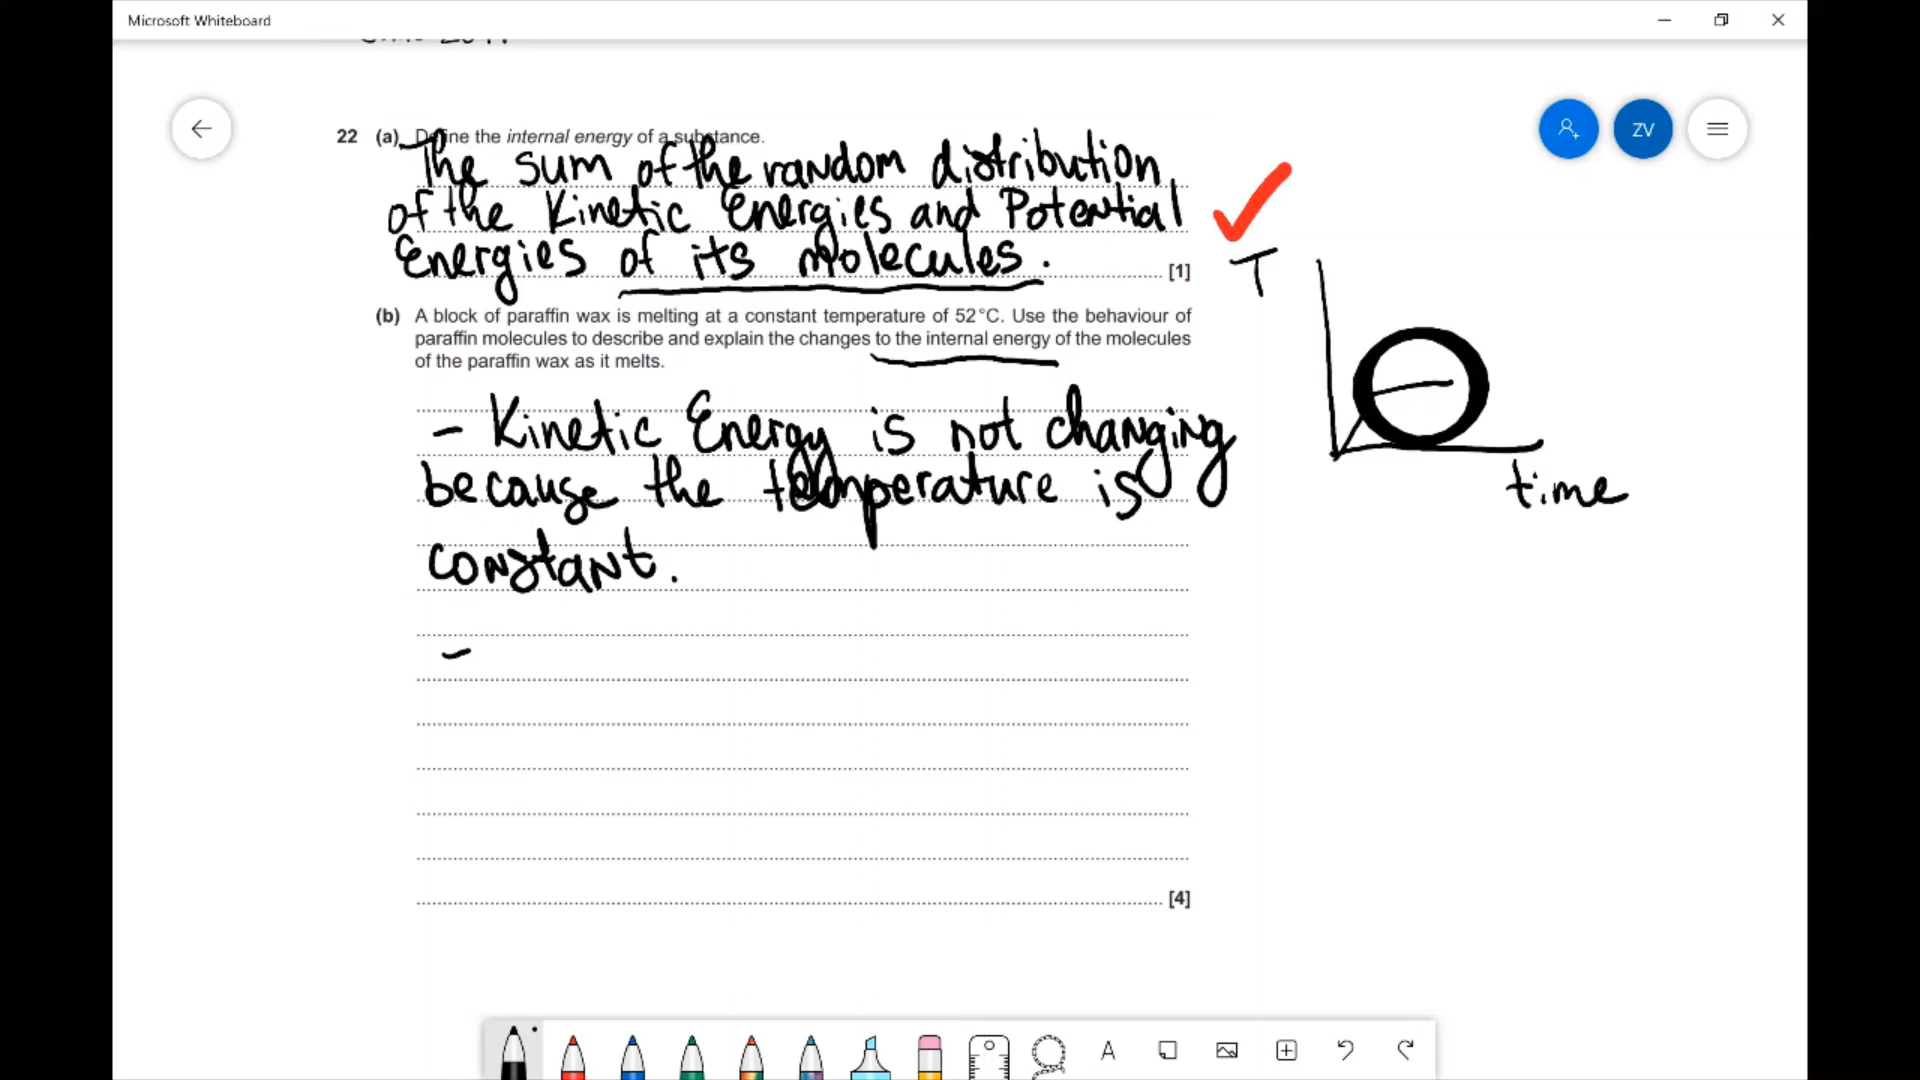 Microsoft Whiteboard
ZV
22 (a) Define the internal energy of a substance.
The sum of the random distribution
of the Kinetic Energies and Potential
Energies of its molecules.
[1]
T
(b) A block of paraffin wax is melting at a constant temperature of 52°C. Use the behaviour of
paraffin molecules to describe and explain the changes to the internal energy of the molecules
of the paraffin wax as it melts.
- Kinetic Energy is not changing
because the temperature is
constant.
time
-
[4]
A